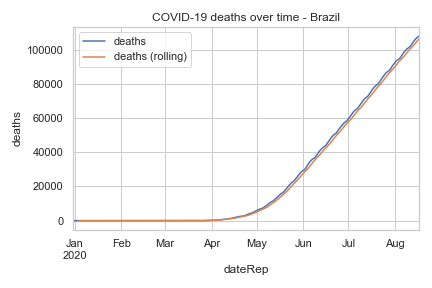 COVID-19 deaths over time - Brazil
deaths
deaths (rolling)
100000
80000
60000
40000
20000
0
deaths
Jan Feb Mar Apr May Jun Jul Aug
2020
dateRep